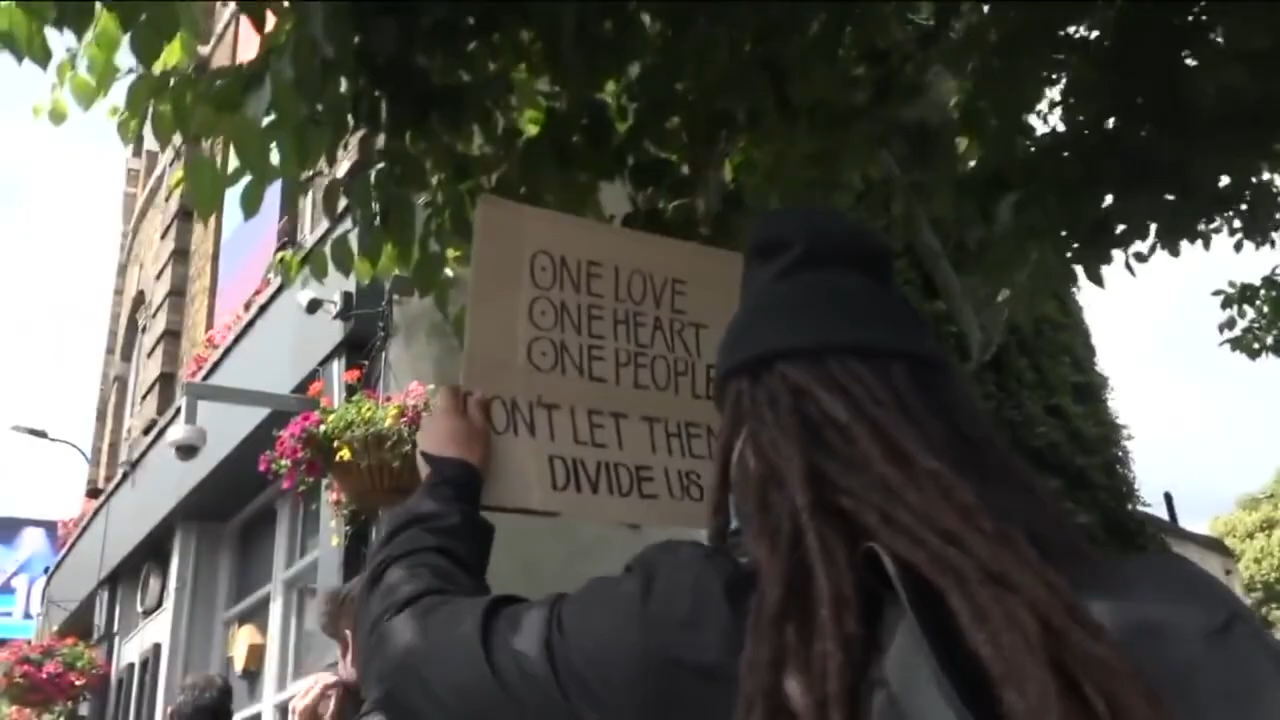 ONE LOVE
ONE HEART
ONE PEOPLE
ON'T LET THEM
DIVIDE US